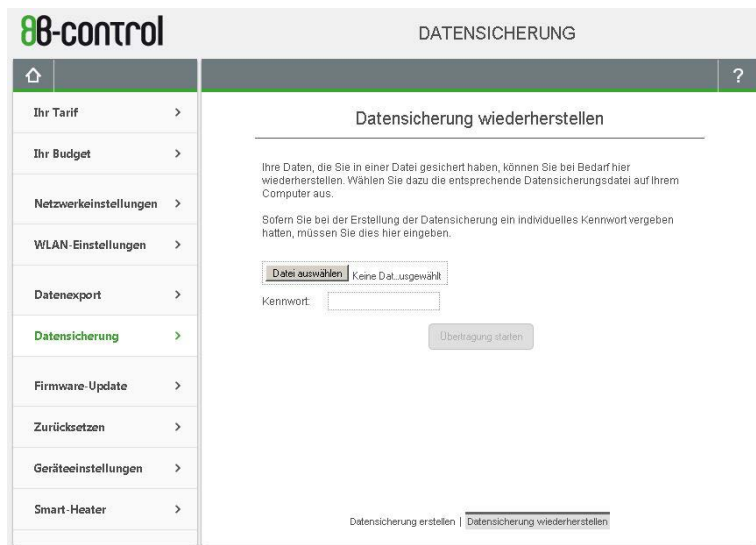 BB-control
DATENSICHERUNG
?
Ihr Tarif >
Ihr Budget >
Netzwerkeinstellungen >
WLAN-Einstellungen >
Datenexport >
Datensicherung >
Firmware-Update >
Zurücksetzen >
Geräteeinstellungen >
Smart-Heater >
Datensicherung wiederherstellen
Ihre Daten, die Sie in einer Datei gesichert haben, können Sie bei Bedarf hier
wiederherstellen. Wählen Sie dazu die entsprechende Datensicherungsdatei auf Ihrem
Computer aus.
Sofern Sie bei der Erstellung der Datensicherung ein individuelles Kennwort vergeben
hatten, müssen Sie dies hier eingeben.
Datei auswählen Keine Dat...usgewählt
Kennwort:
Übertragung starten
Datensicherung erstellen | Datensicherung wiederherstellen